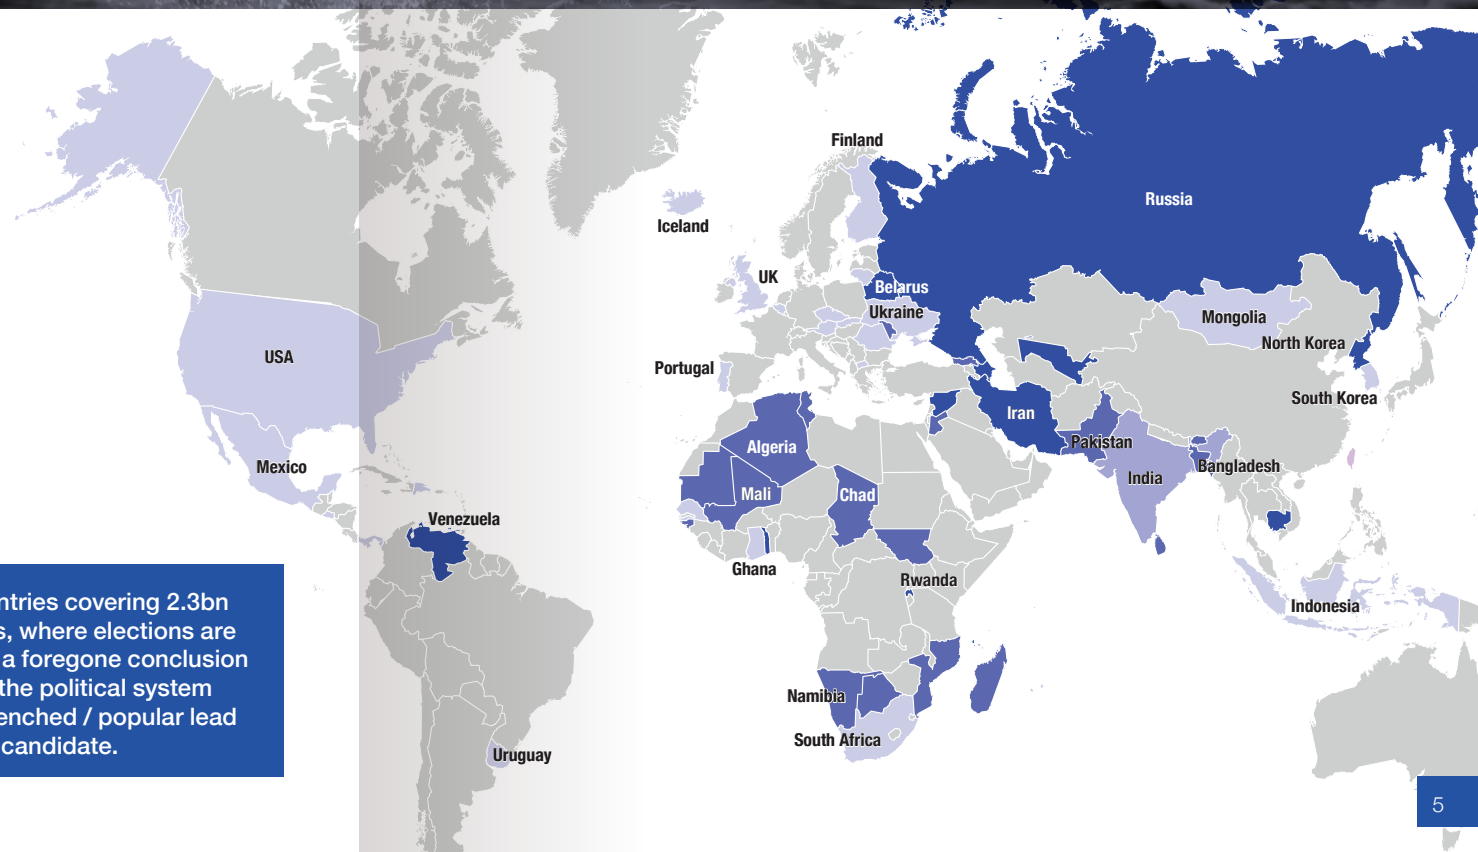 Finland
Russia
Iceland
UK
Belarus
Ukraine
Mongolia
North Korea
USA
Portugal
South Korea
Iran
Pakistan
Algeria
Mexico
Bangladesh
India
Mali
Chad
Venezuela
Ghana
Rwanda
Indonesia
ntries covering 2.3bn
s, where elections are
a foregone conclusion
the political system
enched / popular lead
candidate.
Namibia
South Africa
Uruguay
5